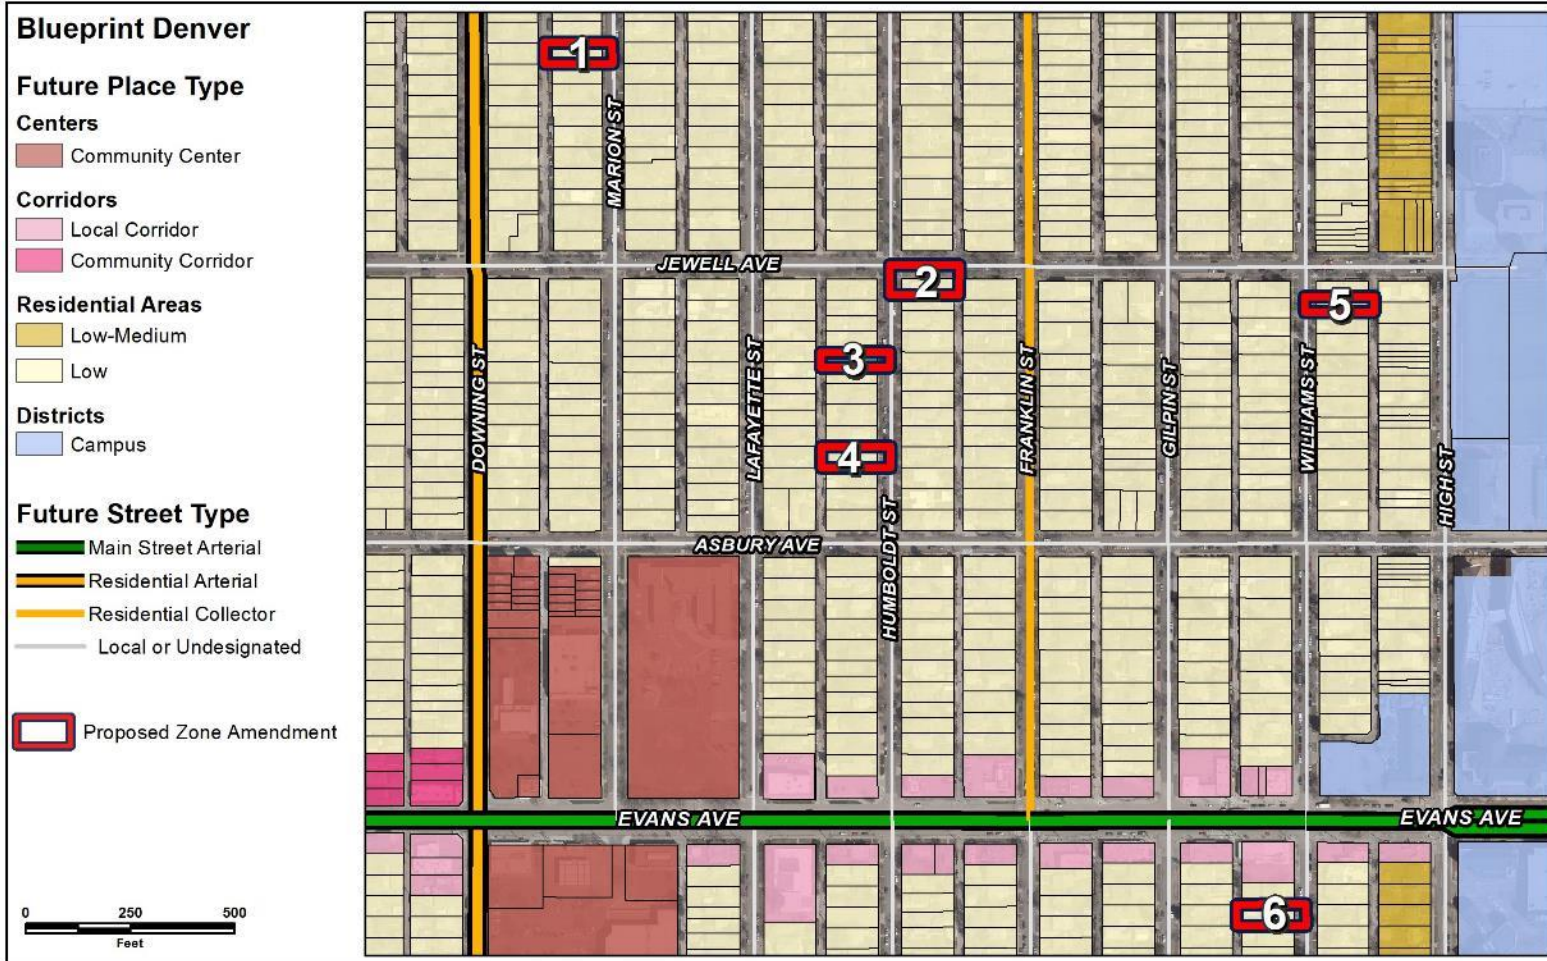 Blueprint Denver
Future Place Type
Centers
Community Center
Corridors
Local Corridor
Community Corridor
Residential Areas
Low-Medium
Low
Districts
Campus
Future Street Type
Main Street Arterial
Residential Arterial
Residential Collector
Local or Undesignated
Proposed Zone Amendment
0 250 500
Feet
1
MARION ST
JEWELL AVE
2
5
3
DOWNING ST
LAFAYETTE ST
FRANKLIN ST
GILPIN ST
WILLIAMS ST
4
HIGH ST
HUMBOLDT ST
ASBURY AVE
EVANS AVE
EVANS AVE
6